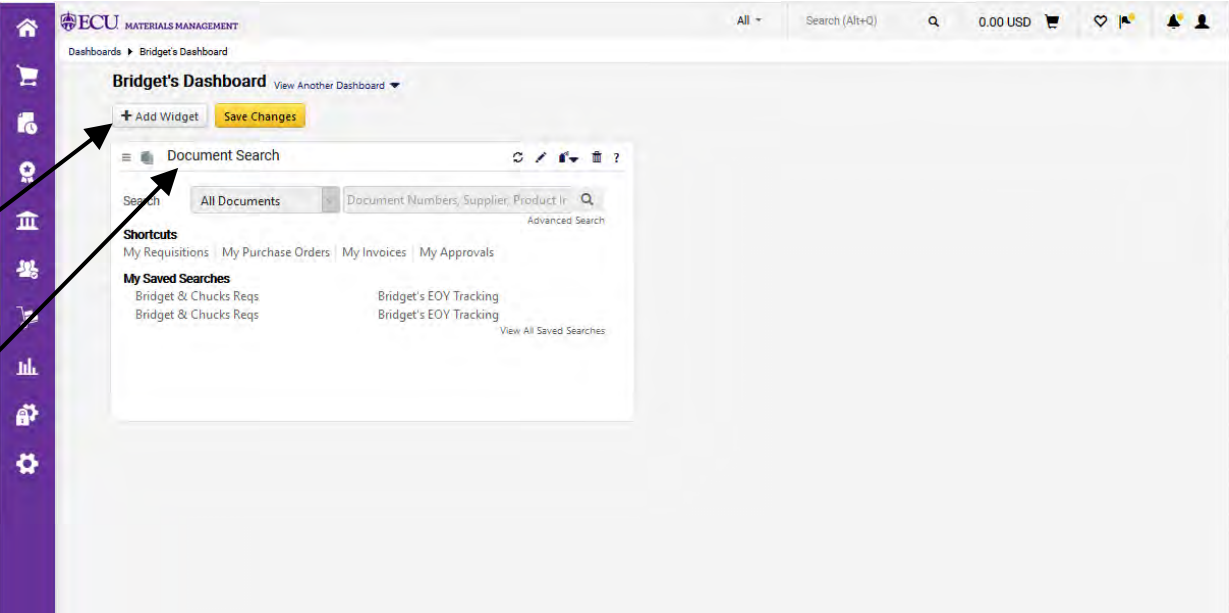 ECU MATERIALS MANAGEMENT All Search (Alt+Q) 0.00 USD
Dashboards Bridget's Dashboard
Bridget's Dashboard View Another Dashboard
+ Add Widget Save Changes
Document Search ?
Search All Documents Document Numbers, Supplier, Product Ir
Advanced Search
Shortcuts
My Requisitions My Purchase Orders My Invoices My Approvals
My Saved Searches
Bridget & Chucks Reqs Bridget's EOY Tracking
Bridget & Chucks Reqs Bridget's EOY Tracking
View All Saved Searches